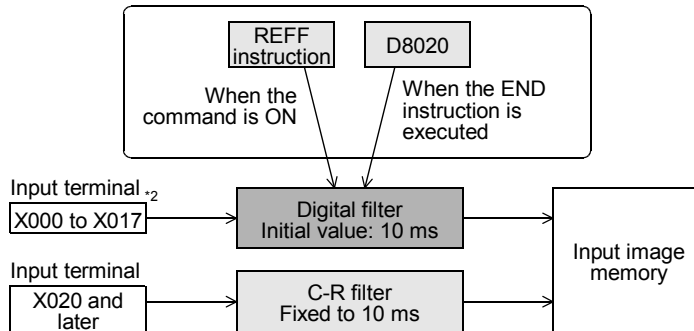 REFF
instruction
D8020
When the
command is ON
When the END
instruction is
executed
Input terminal *2
X000 to X017
Digital filter
Initial value: 10 ms
Input image
memory
Input terminal
X020 and
later
C-R filter
Fixed to 10 ms